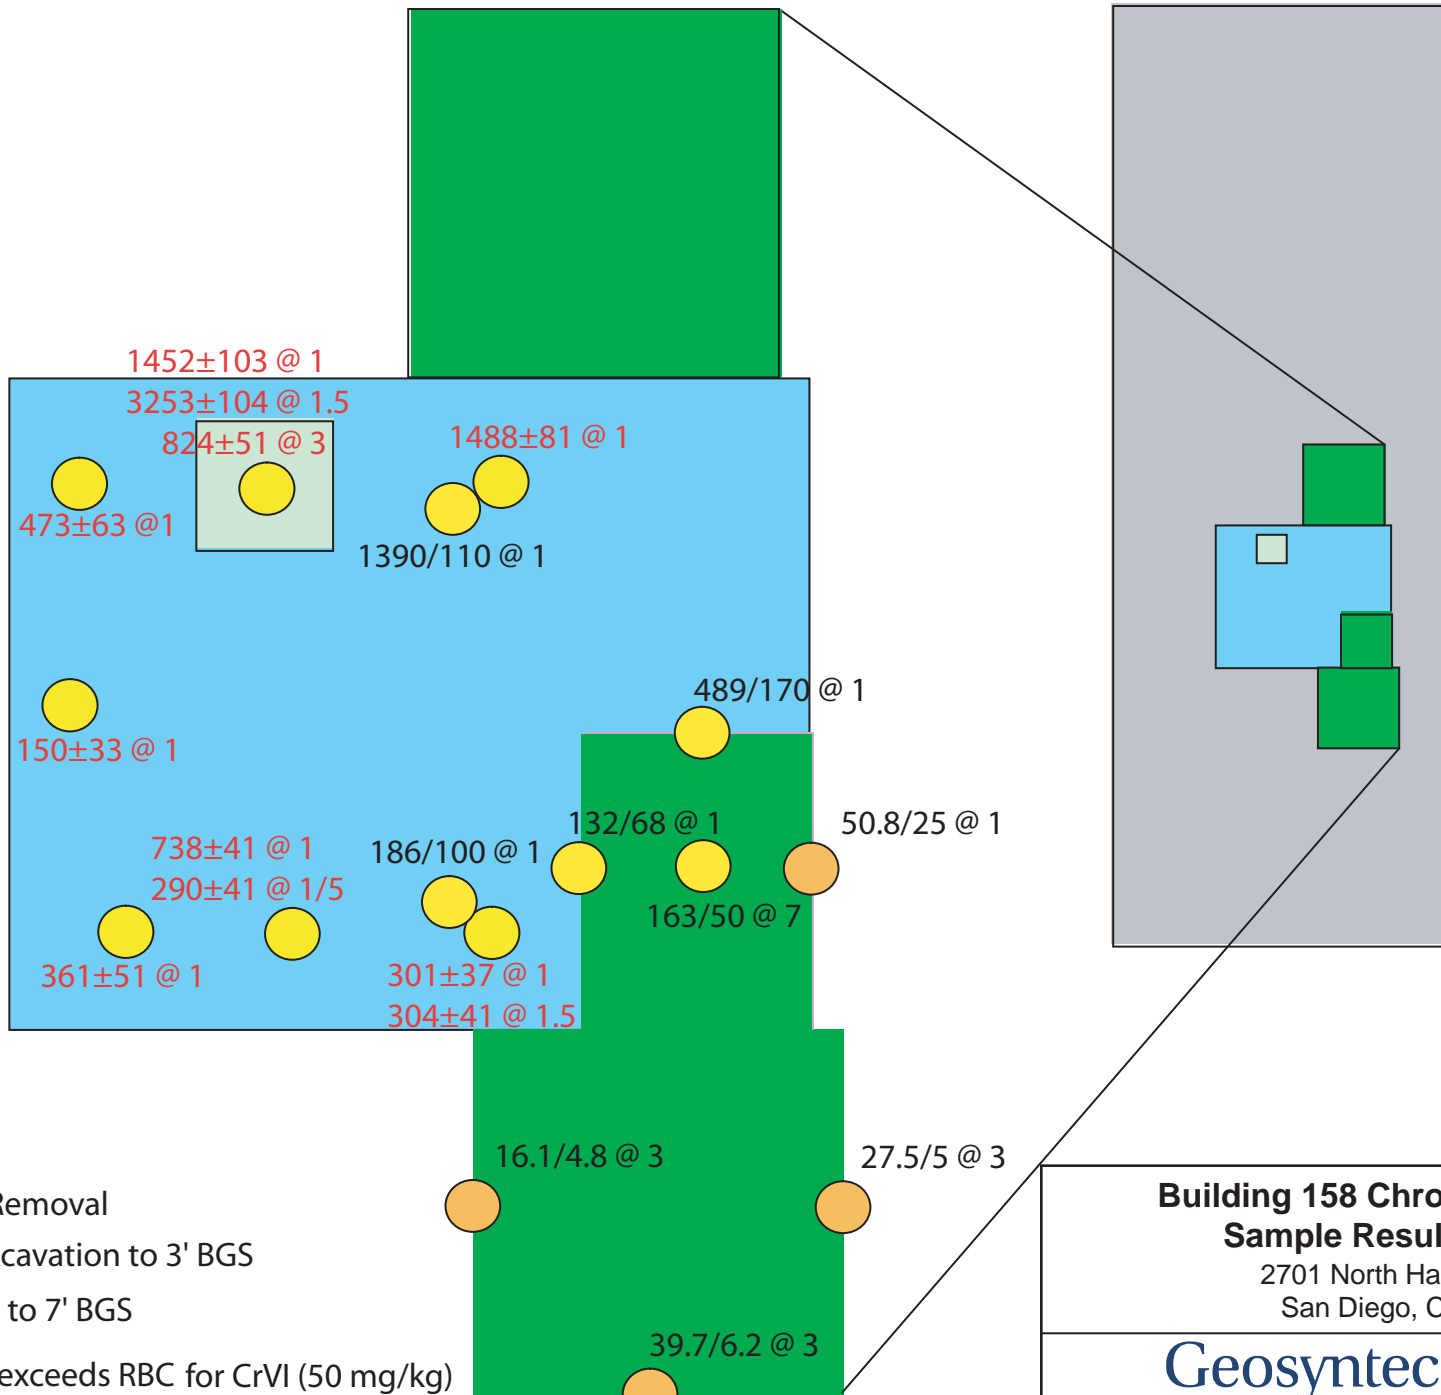 1452±103 @ 1
3253±104 @ 1.5
824±51 @ 3
1488±81 @ 1
473±63 @1
1390/110 @ 1
489/170 @ 1
150±33 @ 1
132/68 @ 1
50.8/25 @ 1
738±41 @ 1
290±41 @ 1/5
186/100 @ 1
163/50 @ 7
361±51 @ 1
301±37 @ 1
304±41 @ 1.5
16.1/4.8 @ 3
27.5/5 @ 3
Removal
cavation to 3' BGS
to 7' BGS
39.7/6.2 @ 3
exceeds RBC for CrVI (50 mg/kg)
Building 158 Chro
Sample Resul
2701 North Ha
San Diego, C
Geosyntec